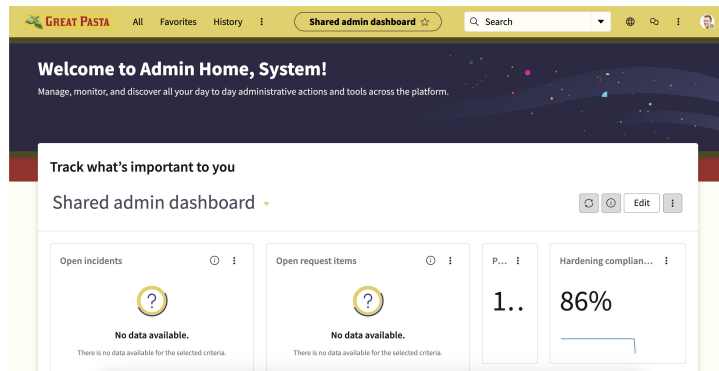 GREAT PASTA
All Favorites History
Shared admin dashboard
Search
Welcome to Admin Home, System!
Manage, monitor, and discover all your day to day administrative actions and tools across the platform.
Track what's important to you
Shared admin dashboard
Edit
Open incidents
Open request items
P...
Hardening complian...
?
?
1..
86%
No data available.
No data available.
There is no data available for the selected criteria.
There is no data available for the selected criteria.